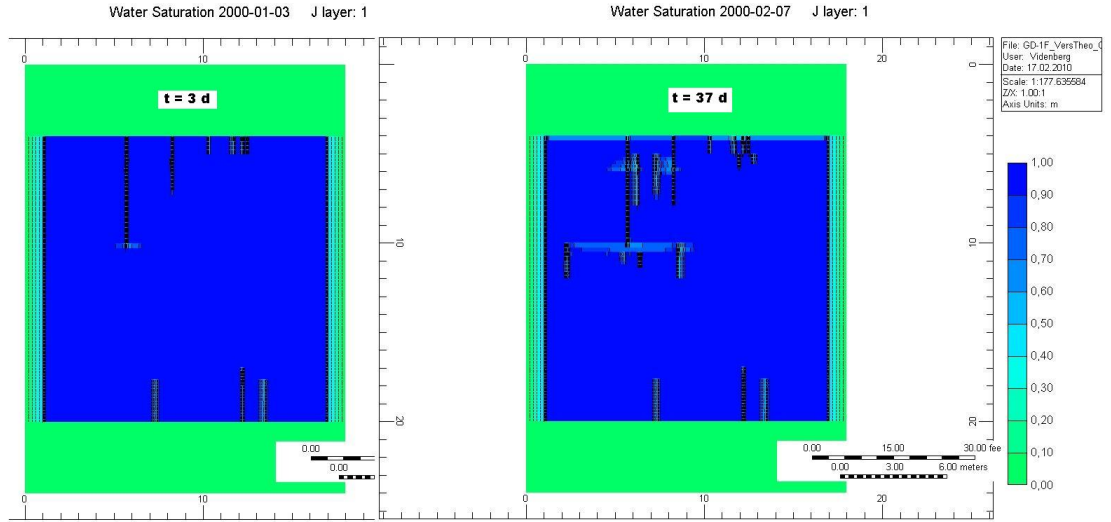 Water Saturation 2000-01-03 J layer: 1
Water Saturation 2000-02-07 J layer: 1
0 10
0 10 20
File: GD-1F_VersTheo_
User: Videnberg
Date: 17.02.2010
Scale: 1:177.635584
Z/X: 1.00:1
Axis Units: m
t = 3 d
t = 37 d
0
10
20
10
20
1,00
0,90
0,80
0,70
0,60
0,50
0,40
0,30
0,20
0,10
0,00
0.00
0.00
0.00 15.00 30.00 fee
0.00 3.00 6.00 meters
0 10
0 10 20